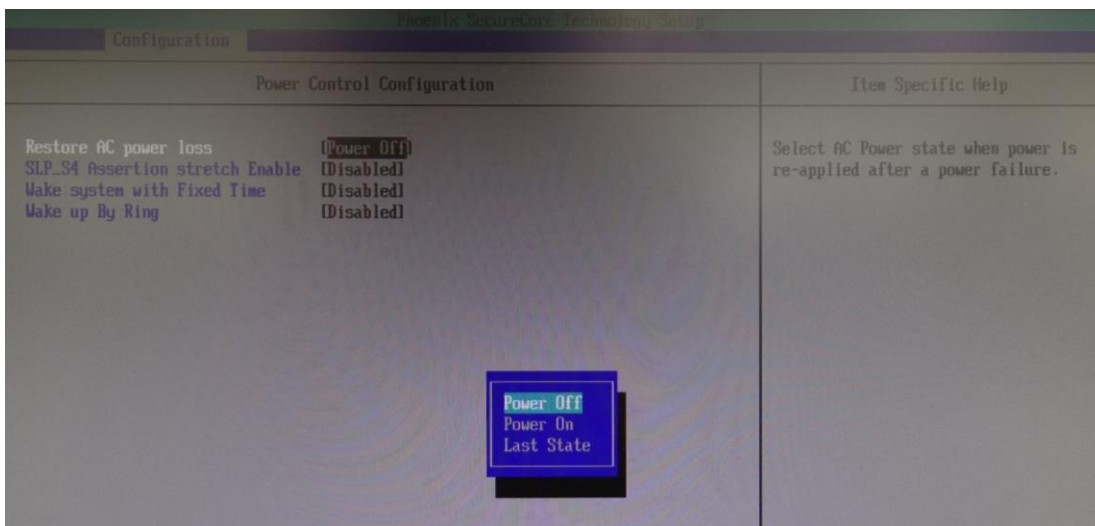 Phoenix SecureCore Technology Setup
Configuration
Power Control Configuration
Item Specific Help
Restore AC power loss [Power Off]
SLP_S4 Assertion stretch Enable [Disabled]
Wake system with Fixed Time [Disabled]
Wake up By Ring [Disabled]
Select AC Power state when power is
re-applied after a power failure.
Power Off
Power On
Last State